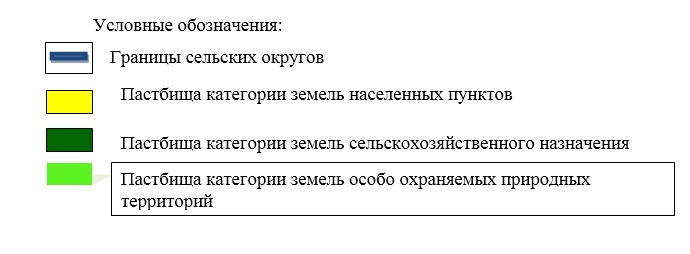 Условные обозначения:
Границы сельских округов
Пастбища категории земель населенных пунктов
Пастбища категории земель сельскохозяйственного назначения
Пастбища категории земель особо охраняемых природных
территорий